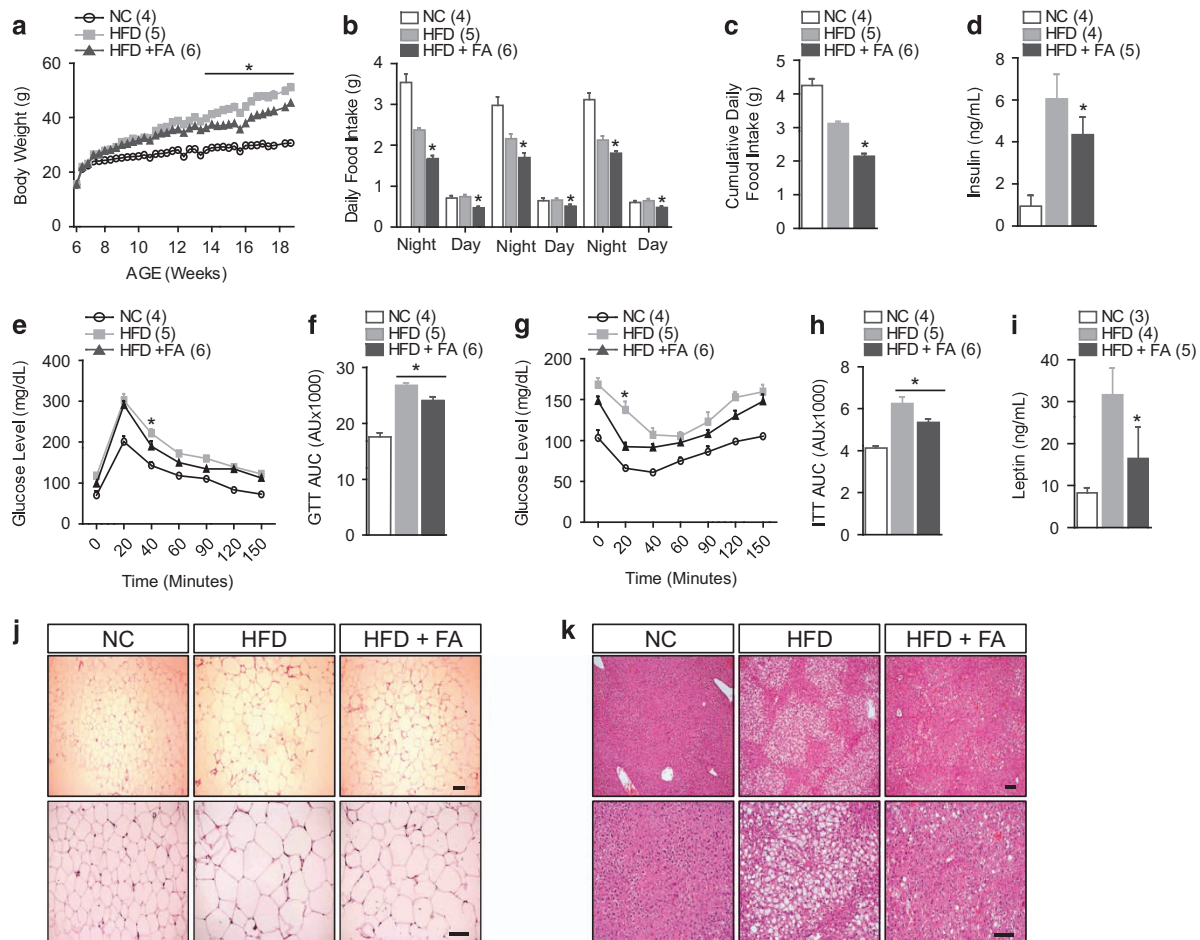 a
NC (4)
HFD (5)
HFD +FA (6)
*
Body Weight (g)
60
40
20
0
6 8 10 12 14 16 18
AGE (Weeks)
b
NC (4)
HFD (5)
HFD + FA (6)
Daily Food Intake (g)
4
3
2
1
0
* * * * * *
Night Day Night Day Night Day
c
NC (4)
HFD (5)
HFD + FA (6)
Cumulative Daily
Food Intake (g)
5
4
3
2
1
0
*
d
NC (4)
HFD (4)
HFD + FA (5)
Insulin (ng/mL)
8
6
4
2
0
*
e
NC (4)
HFD (5)
HFD +FA (6)
Glucose Level (mg/dL)
400
300
200
100
0
*
0 20 40 60 90 120 150
Time (Minutes)
f
NC (4)
HFD (5)
HFD + FA (6)
GTT AUC (AUx1000)
30
20
10
0
*
g
NC (4)
HFD (5)
HFD +FA (6)
Glucose Level (mg/dL)
200
150
100
50
0
*
0 20 40 60 90 120 150
Time (Minutes)
h
NC (4)
HFD (5)
HFD + FA (6)
ITT AUC (AUx1000)
8
6
4
2
0
*
i
NC (3)
HFD (4)
HFD + FA (5)
Leptin (ng/mL)
40
30
20
10
0
*
j
NC HFD HFD + FA
k
NC HFD HFD + FA